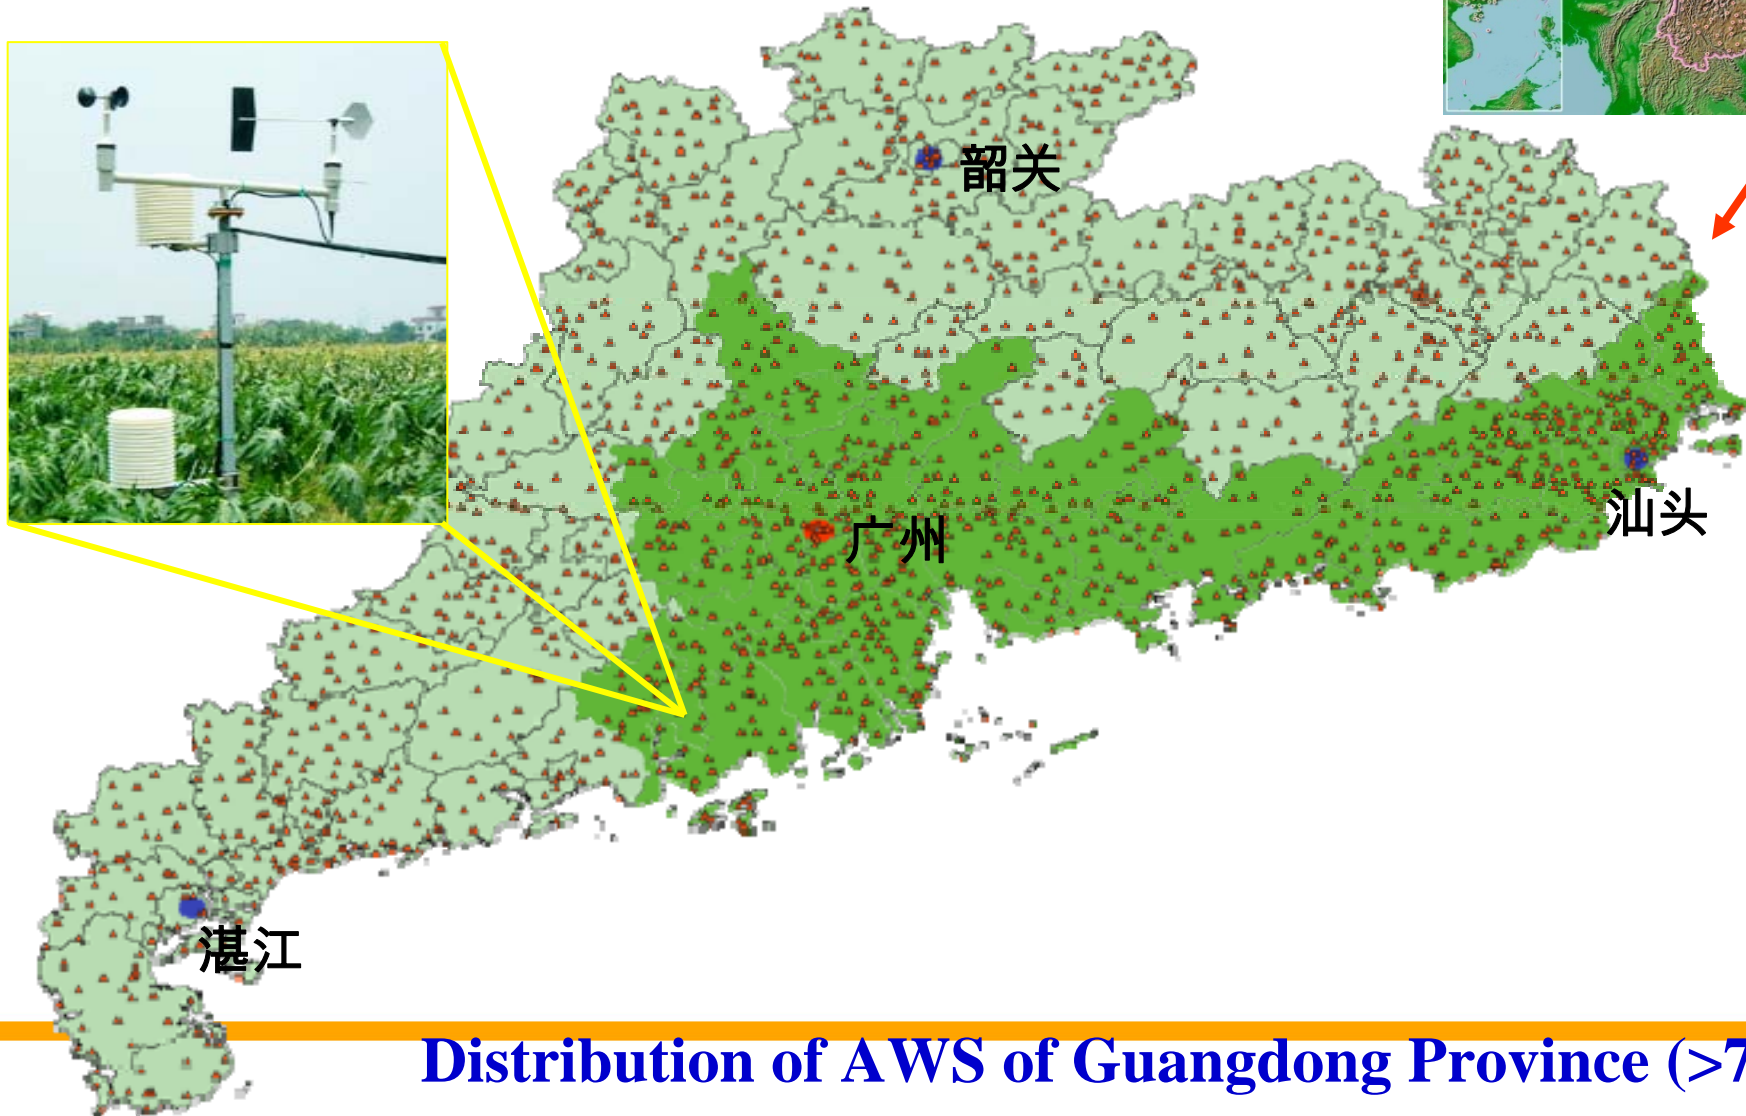 韶关
汕头
广州
湛江
Distribution of AWS of Guangdong Province (>7